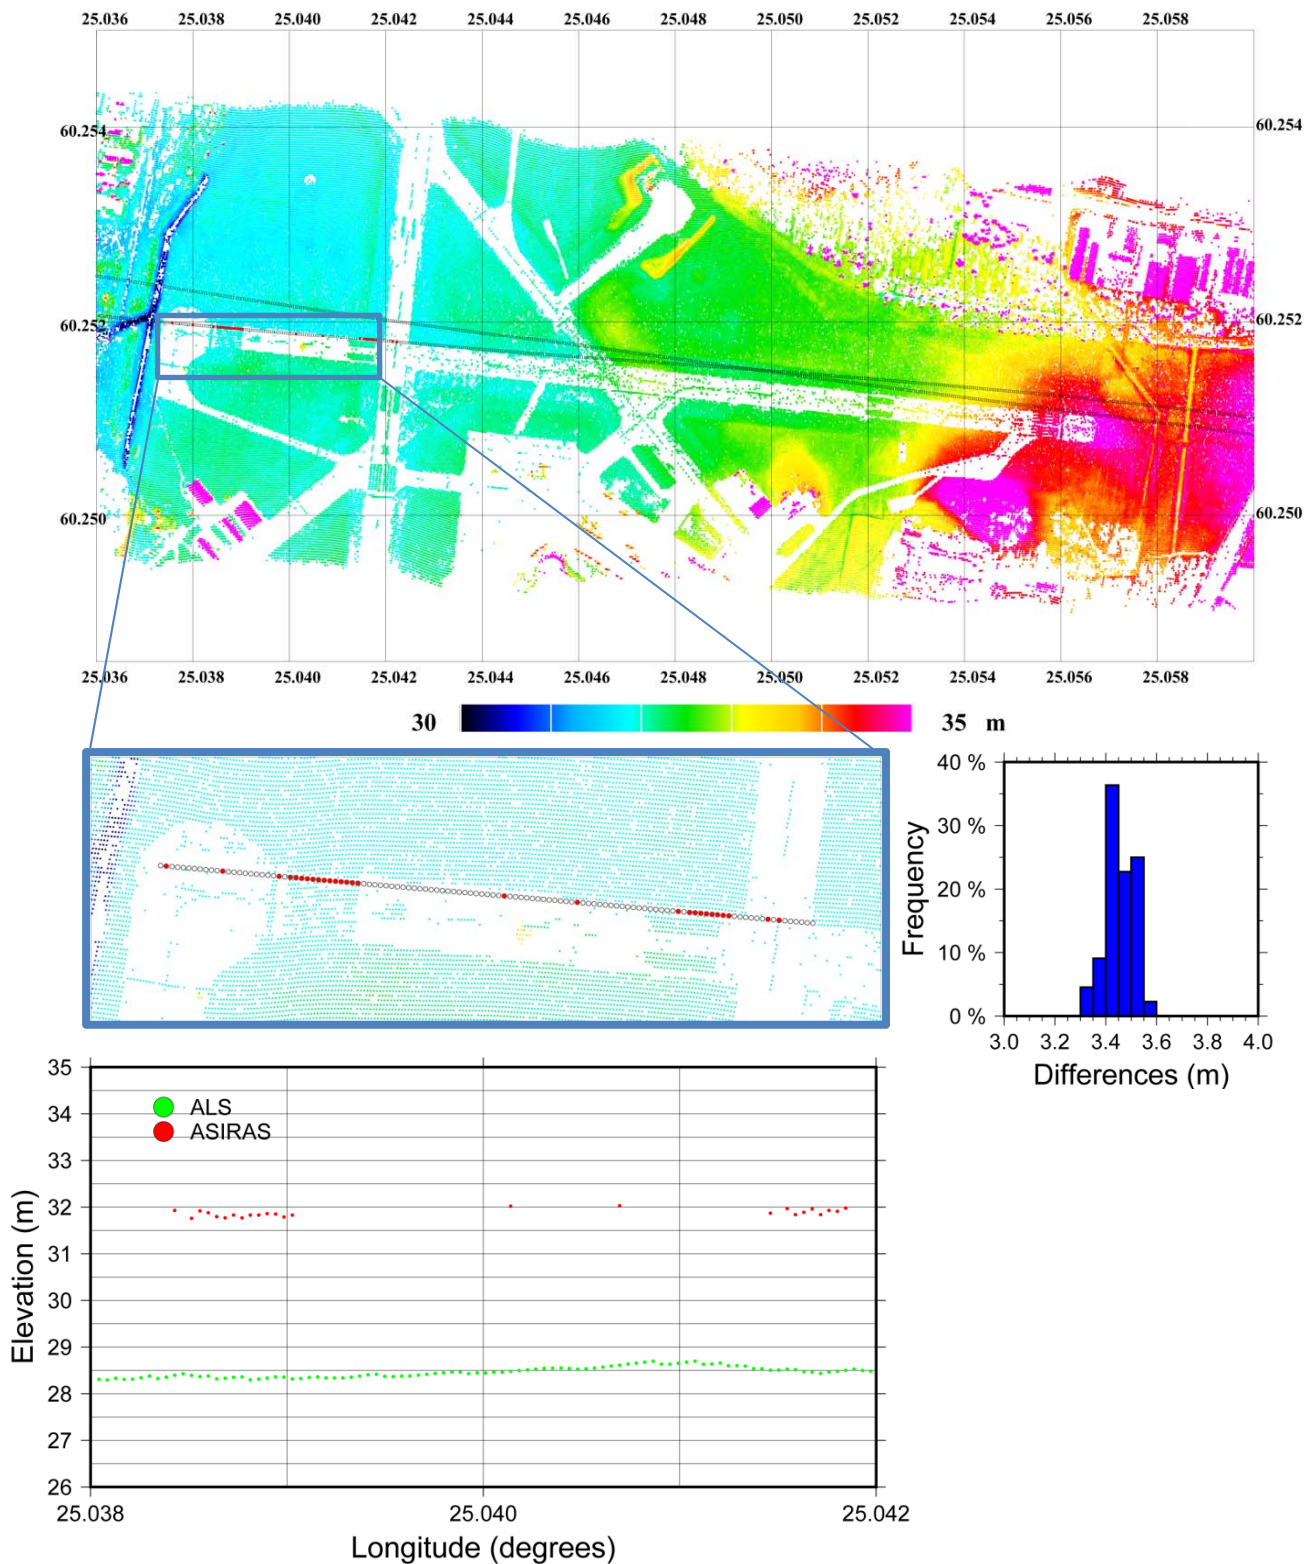 25.036 25.038 25.040 25.042 25.044 25.046 25.048 25.050 25.052 25.054 25.056 25.058
60.254 60.254
60.252 60.252
60.250 60.250
25.036 25.038 25.040 25.042 25.044 25.046 25.048 25.050 25.052 25.054 25.056 25.058
30 35 m
40 %
30 %
20 %
10 %
0 %
Frequency
3.0 3.2 3.4 3.6 3.8 4.0
Differences (m)
35
34
33
32
31
30
29
28
27
26
Elevation (m)
ALS
ASIRAS
25.038 25.040 25.042
Longitude (degrees)